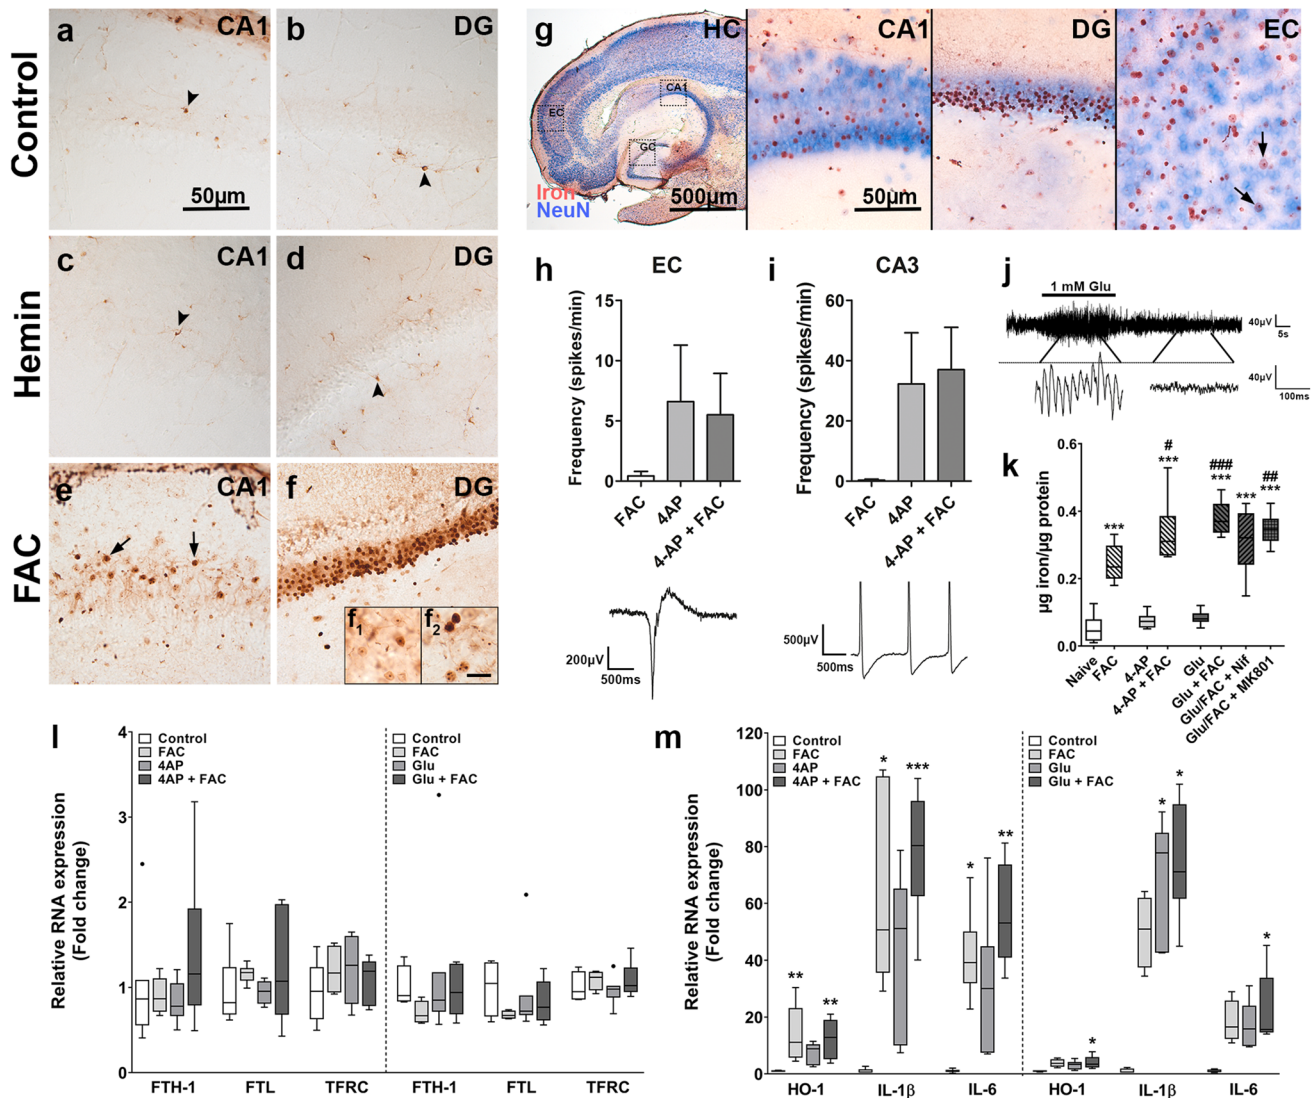 Control
a
CA1
50µm
b
DG
Hemin
c
CA1
d
DG
FAC
e
CA1
f
DG
f1
f2
g
HC
EC
CA1
GC
Iron
NeuN
500µm
CA1
50µm
DG
EC
h
EC
Frequency (spikes/min)
15
10
5
0
FAC
4AP
4-AP + FAC
200µV
500ms
i
CA3
Frequency (spikes/min)
60
40
20
0
FAC
4AP
4-AP + FAC
500µV
500ms
j
1 mM Glu
40µV
5s
40µV
100ms
k
µg iron/µg protein
0.6
0.4
0.2
0.0
***
#
***
###
***
***
##
***
Naive
FAC
4-AP
4-AP + FAC
Glu
Glu + FAC
Glu/FAC + Nif
Glu/FAC + MK801
l
Relative RNA expression
(Fold change)
4
3
2
1
0
Control
FAC
4AP
4AP + FAC
Control
FAC
Glu
Glu + FAC
FTH-1
FTL
TFRC
FTH-1
FTL
TFRC
m
Relative RNA expression
(Fold change)
120
100
80
60
40
20
0
Control
FAC
4AP
4AP + FAC
Control
FAC
Glu
Glu + FAC
**
**
*
***
*
**
*
*
*
*
HO-1
IL-1β
IL-6
HO-1
IL-1β
IL-6